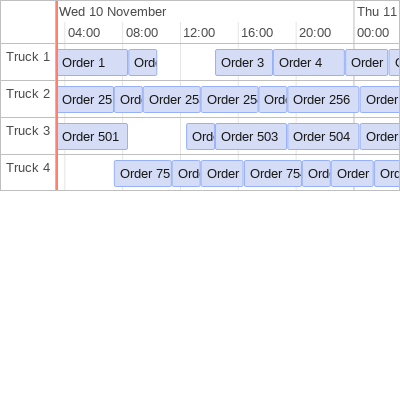 Wed 10 November Thu 11
04:00 08:00 12:00 16:00 20:00 00:00
Truck 1 Order 1 Orde Order 3 Order 4 Order
Truck 2 Order 25 Ord Order 25 Order 25 Ord Order 256 Order
Truck 3 Order 501 Ord Order 503 Order 504 Order
Truck 4 Order 75 Ord Order Order 75 Ord Order Ord